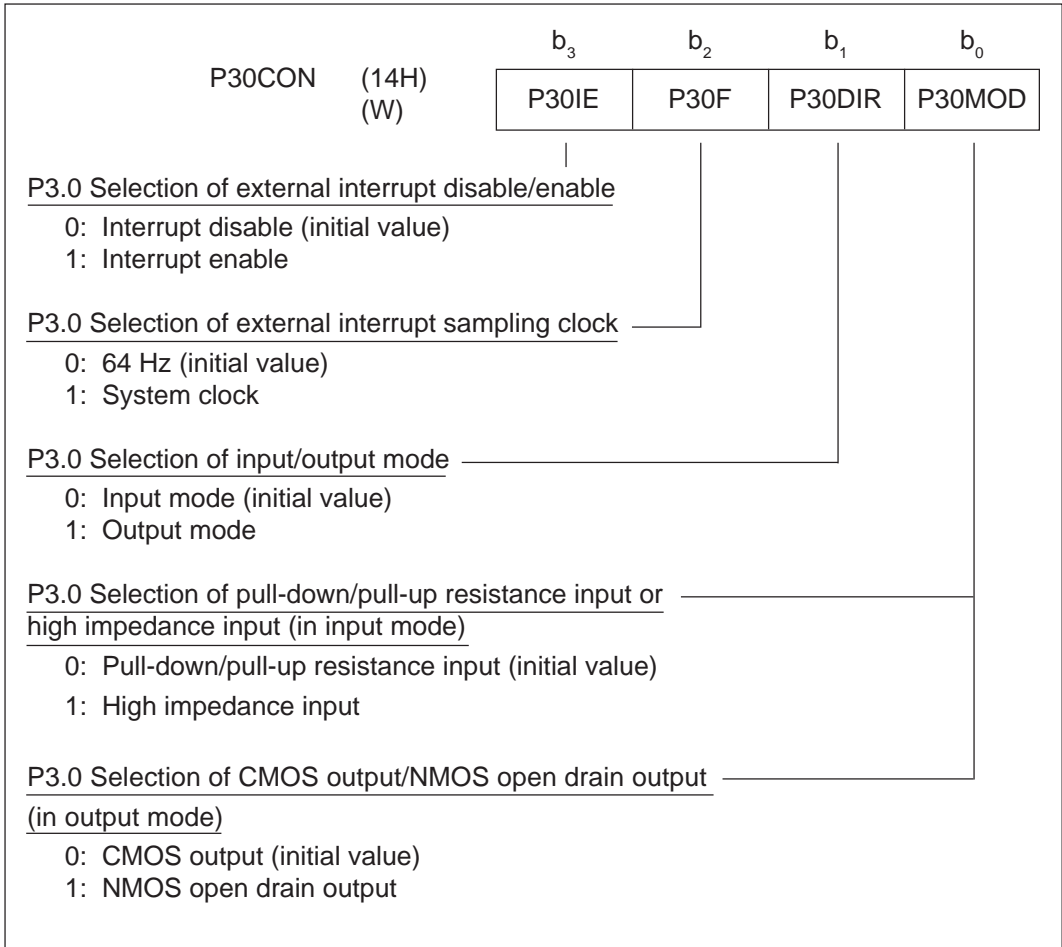 b3 b2 b1 b0
P30CON (14H) P30IE P30F P30DIR P30MOD
(W)
P3.0 Selection of external interrupt disable/enable
0: Interrupt disable (initial value)
1: Interrupt enable
P3.0 Selection of external interrupt sampling clock
0: 64 Hz (initial value)
1: System clock
P3.0 Selection of input/output mode
0: Input mode (initial value)
1: Output mode
P3.0 Selection of pull-down/pull-up resistance input or
high impedance input (in input mode)
0: Pull-down/pull-up resistance input (initial value)
1: High impedance input
P3.0 Selection of CMOS output/NMOS open drain output
(in output mode)
0: CMOS output (initial value)
1: NMOS open drain output